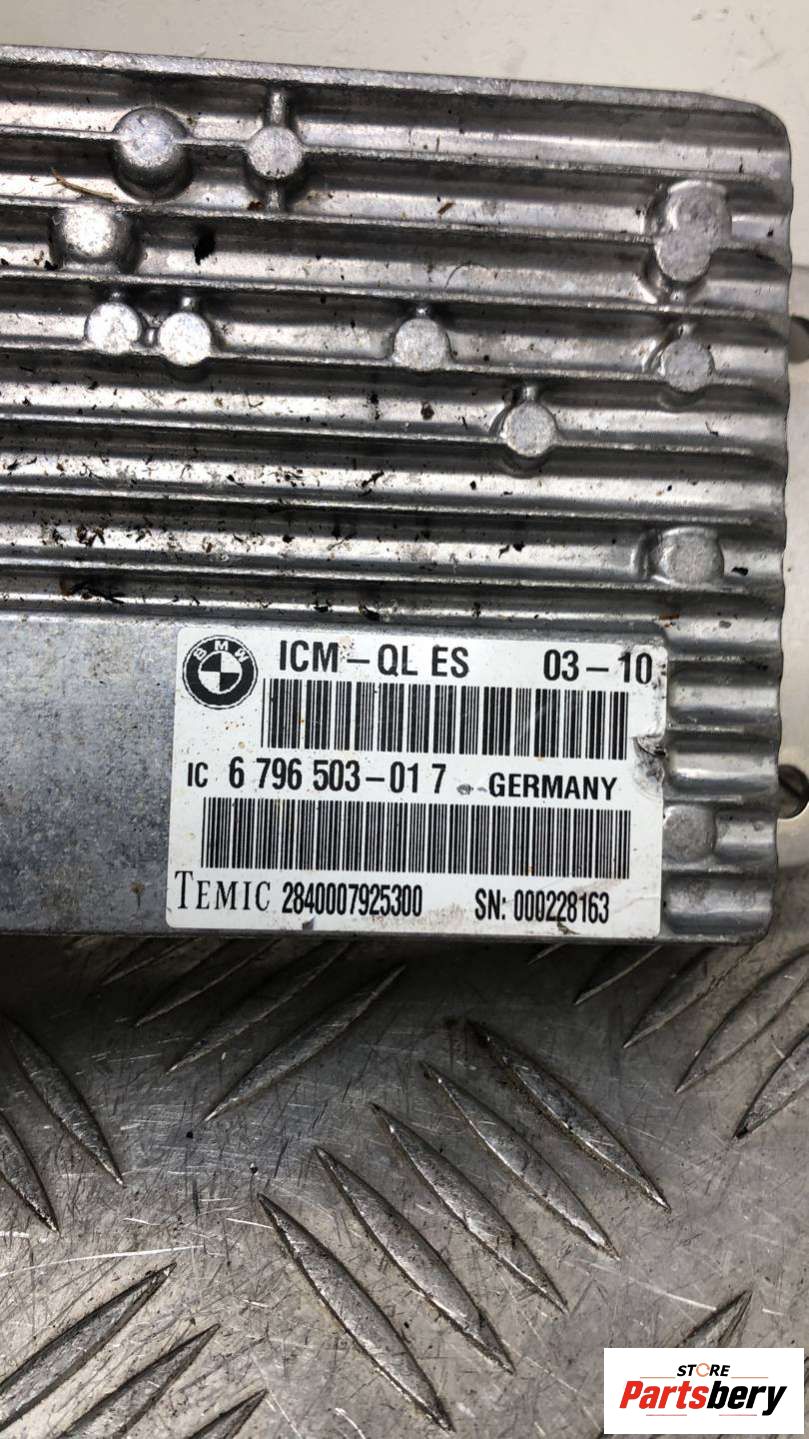 BMW
ICM-QL ES 03-10
IC 6 796 503-01 7 GERMANY
TEMIC 2840007925300 SN: 000228163
STORE
Partsbery